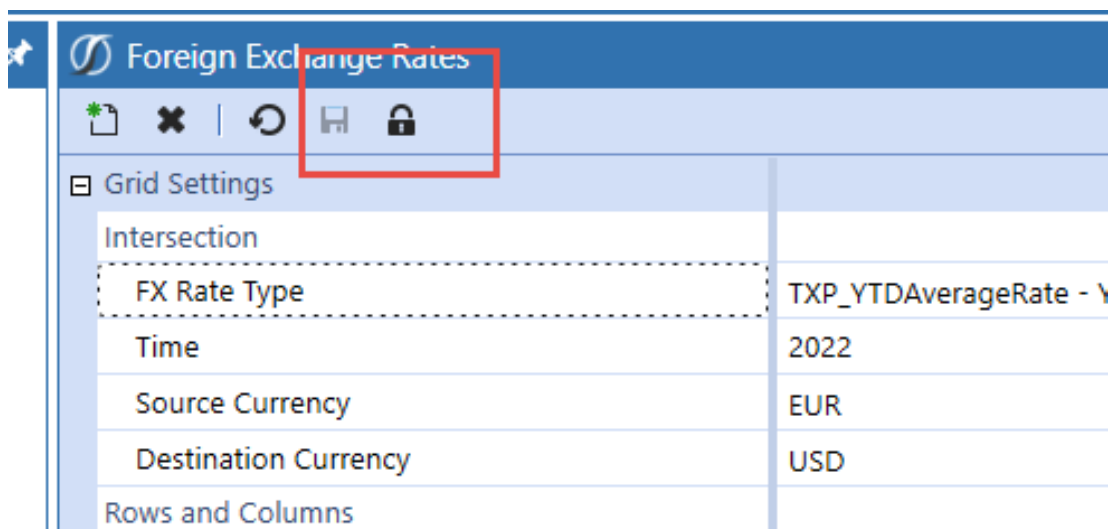 Foreign Exchange Rates
Grid Settings
Intersection
FX Rate Type TXP_YTDAverageRate -
Time 2022
Source Currency EUR
Destination Currency USD
Rows and Columns